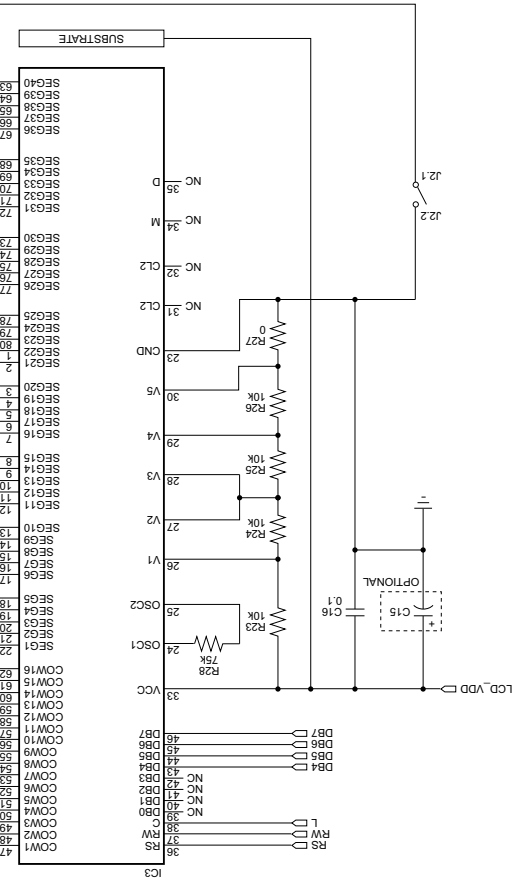 IC3
RS 36 RS COM1 47
RW 37 RW COM2 48
E 38 E COM3 49
NC 39 DB0 COM4 50
NC 40 DB1 COM5 51
NC 41 DB2 COM6 52
NC 42 DB3 COM7 53
DB4 43 DB4 COM8 54
DB5 44 DB5 COM9 55
DB6 45 DB6 COM10 56
DB7 46 DB7 COM11 57
COM12 58
COM13 59
COM14 60
LCD_VDD 33 VCC COM15 61
COM16 62
R28
75k
24 OSC1 SEG1 22
SEG2 21
SEG3 20
25 OSC2 SEG4 19
SEG5 18
C15
+
OPTIONAL
C16
0.1
R23
10k
26 V1 SEG6 17
SEG7 16
SEG8 15
SEG9 14
SEG10 13
R24
10k
27 V2 SEG11 12
SEG12 11
28 V3 SEG13 10
SEG14 9
SEG15 8
R25
10k
29 V4 SEG16 7
SEG17 6
SEG18 5
SEG19 4
SEG20 3
R26
10k
30 V5
23 GND SEG21 2
SEG22 1
SEG23 80
SEG24 79
SEG25 78
R27
0
NC 31 CL2
SEG26 77
SEG27 76
NC 32 CL2 SEG28 75
SEG29 74
SEG30 73
J2.2
NC 34 M SEG31 72
SEG32 71
SEG33 70
SEG34 69
SEG35 68
J2.1
NC 35 D
SEG36 67
SEG37 66
SEG38 65
SEG39 64
SEG40 63
SUBSTRATE